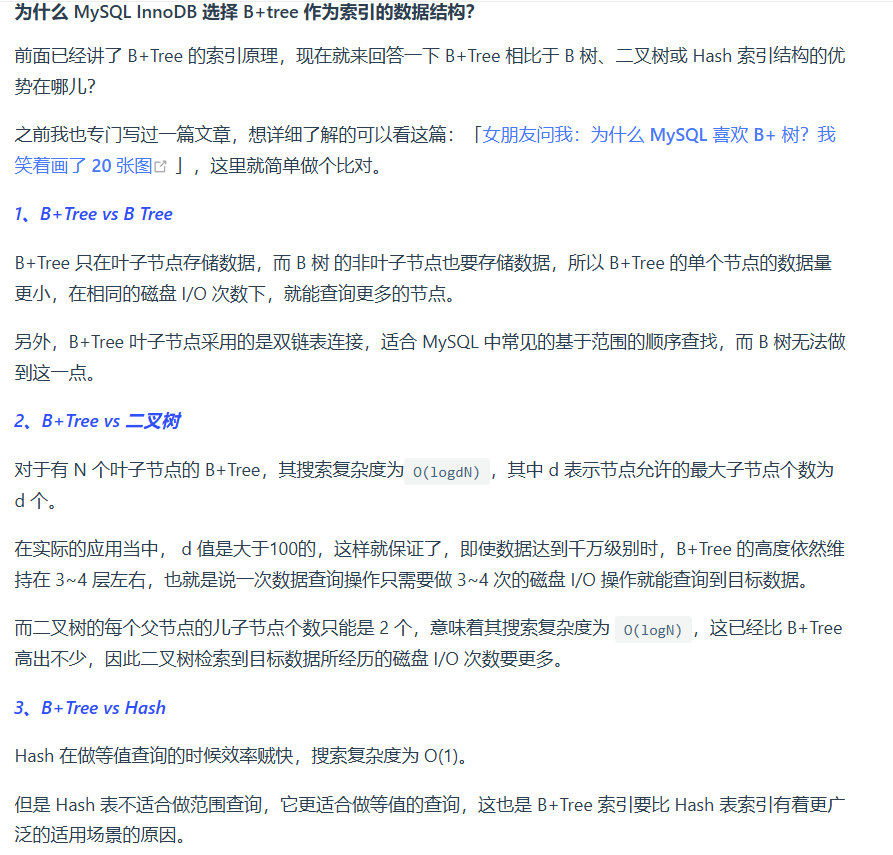 为什么 MySQL InnoDB 选择 B+tree 作为索引的数据结构？
前面已经讲了 B+Tree 的索引原理，现在就来回答一下 B+Tree 相比于 B 树、二叉树或 Hash 索引结构的优
势在哪儿？
之前我也专门写过一篇文章，想详细了解的可以看这篇：「女朋友问我：为什么 MySQL 喜欢 B+ 树？我
笑着画了 20 张图」，这里就简单做个比对。
1、B+Tree vs B Tree
B+Tree 只在叶子节点存储数据，而 B 树 的非叶子节点也要存储数据，所以 B+Tree 的单个节点的数据量
更小，在相同的磁盘 I/O 次数下，就能查询更多的节点。
另外，B+Tree 叶子节点采用的是双链表连接，适合 MySQL 中常见的基于范围的顺序查找，而 B 树无法做
到这一点。
2、B+Tree vs 二叉树
对于有 N 个叶子节点的 B+Tree，其搜索复杂度为 O(logdN) ，其中 d 表示节点允许的最大子节点个数为
d 个。
在实际的应用当中， d 值是大于100的，这样就保证了，即使数据达到千万级别时，B+Tree 的高度依然维
持在 3~4 层左右，也就是说一次数据查询操作只需要做 3~4 次的磁盘 I/O 操作就能查询到目标数据。
而二叉树的每个父节点的儿子节点个数只能是 2 个，意味着其搜索复杂度为 O(logN) ，这已经比 B+Tree
高出不少，因此二叉树检索到目标数据所经历的磁盘 I/O 次数要更多。
3、B+Tree vs Hash
Hash 在做等值查询的时候效率贼快，搜索复杂度为 O(1)。
但是 Hash 表不适合做范围查询，它更适合做等值的查询，这也是 B+Tree 索引要比 Hash 表索引有着更广
泛的适用场景的原因。